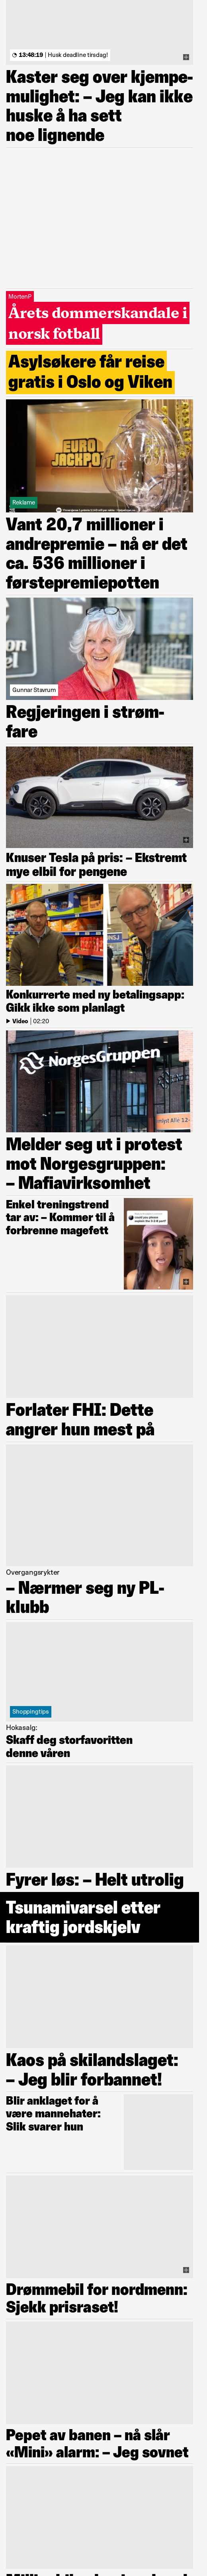 13:48:19 | Husk deadline tirsdag!
Kaster seg over kjempe-
mulighet: – Jeg kan ikke
huske å ha sett
noe lignende
MortenP
Årets dommerskandale i
norsk fotball
Asylsøkere får reise
gratis i Oslo og Viken
EURO
JACKPOT
Reklame
Vant 20,7 millioner i
andrepremie – nå er det
ca. 536 millioner i
førstepremiepotten
Gunnar Stavrum
Regjeringen i strøm-
fare
Knuser Tesla på pris: – Ekstremt
mye elbil for pengene
Konkurrerte med ny betalingsapp:
Gikk ikke som planlagt
Video | 02:20
NORGESGRUPPEN
Melder seg ut i protest
mot Norgesgruppen:
– Mafiavirksomhet
Enkel treningstrend
tar av: – Kommer til å
forbrenne magefett
Forlater FHI: Dette
angrer hun mest på
Overgangsrykter
– Nærmer seg ny PL-
klubb
Shoppingtips
Hokasalg:
Skaff deg storfavoritten
denne våren
Fyrer løs: – Helt utrolig
Tsunamivarsel etter
kraftig jordskjelv
Kaos på skilandslaget:
– Jeg blir forbannet!
Blir anklaget for å
være mannehater:
Slik svarer hun
Drømmebil for nordmenn:
Sjekk prisraset!
Pepet av banen – nå slår
«Mini» alarm: – Jeg sovnet